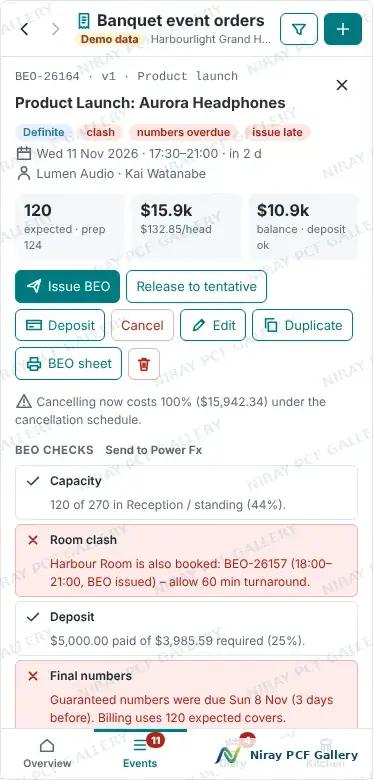 Banquet event orders
Demo data · Harbourlight Grand H...
BEO-26164 · v1 · Product launch
Product Launch: Aurora Headphones
Definite clash numbers overdue issue late
Wed 11 Nov 2026 · 17:30–21:00 · in 2 d
Lumen Audio · Kai Watanabe
120
expected · prep
124
$15.9k
$132.85/head
$10.9k
balance · deposit
ok
Issue BEO Release to tentative
Deposit Cancel Edit Duplicate
BEO sheet
Cancelling now costs 100% ($15,942.34) under the
cancellation schedule.
BEO CHECKS Send to Power Fx
Capacity
120 of 270 in Reception / standing (44%).
Room clash
Harbour Room is also booked: BEO-26157 (18:00–
21:00, BEO issued) – allow 60 min turnaround.
Deposit
$5,000.00 paid of $3,985.59 required (25%).
Final numbers
Guaranteed numbers were due Sun 8 Nov (3 days
before). Billing uses 120 expected covers.
11
Overview Events Diary Kitchen
Niray PCF Gallery
NIRAY PCF GALLERY